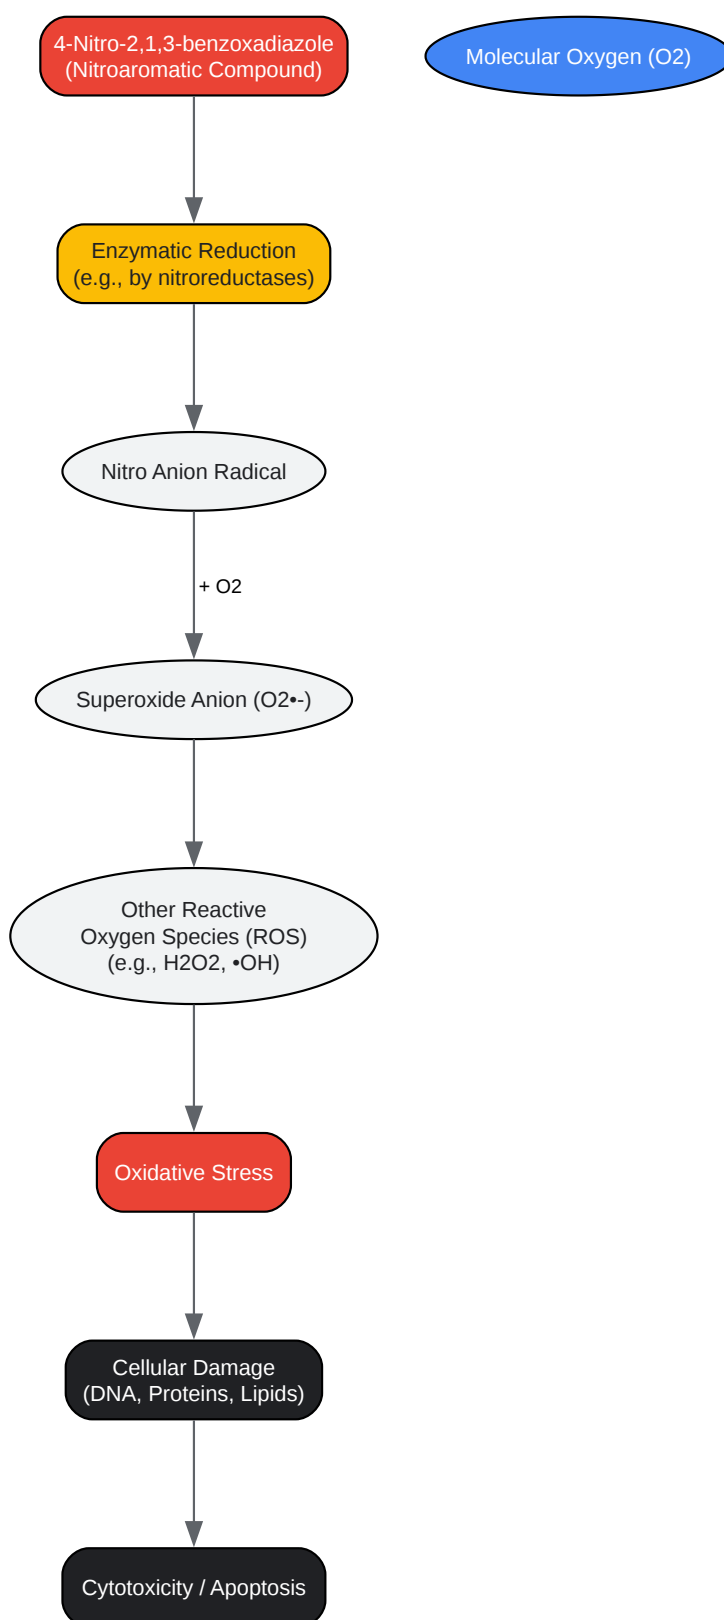 4-Nitro-2,1,3-benzoxadiazole
(Nitroaromatic Compound)
Molecular Oxygen (O2)
Enzymatic Reduction
(e.g., by nitroreductases)
Nitro Anion Radical
+ O2
Superoxide Anion (O2•-)
Other Reactive
Oxygen Species (ROS)
(e.g., H2O2, •OH)
Oxidative Stress
Cellular Damage
(DNA, Proteins, Lipids)
Cytotoxicity / Apoptosis